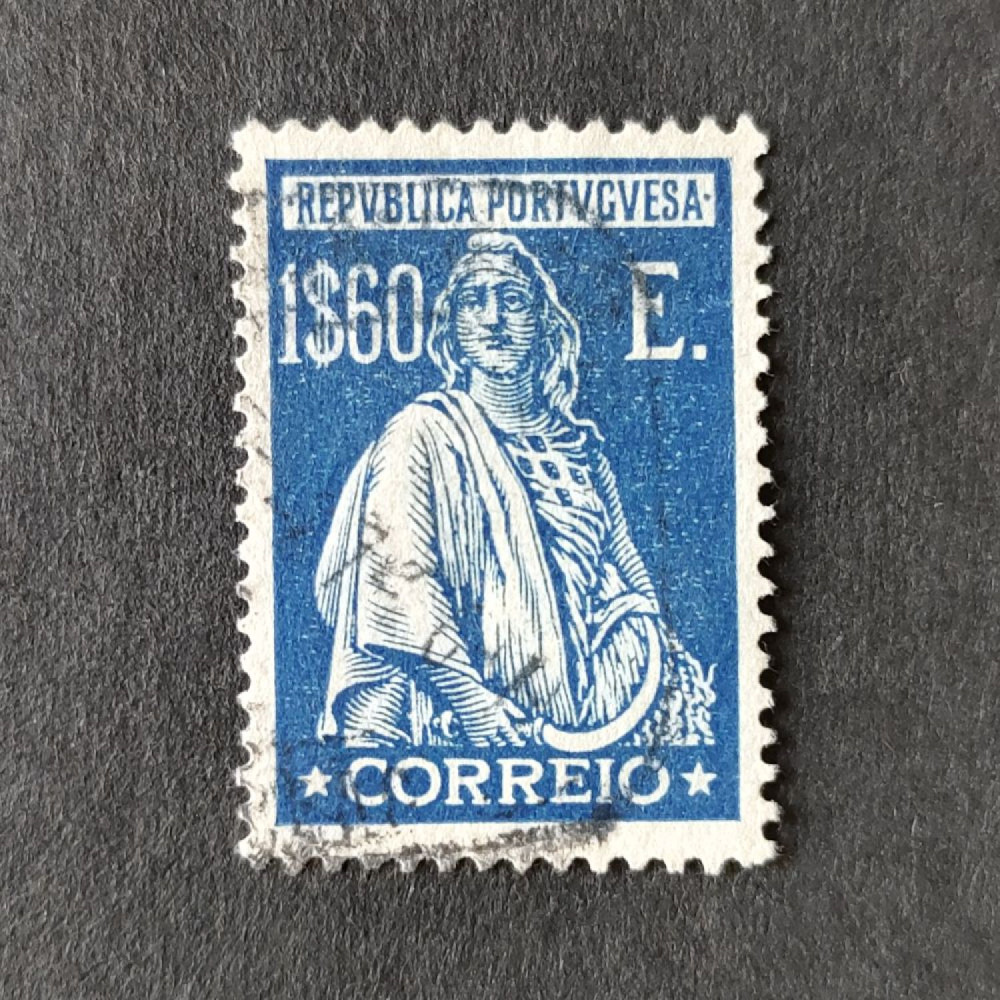 ·REPVBLICA PORTVGVESA·
1$60 E.
★ CORREIO ★